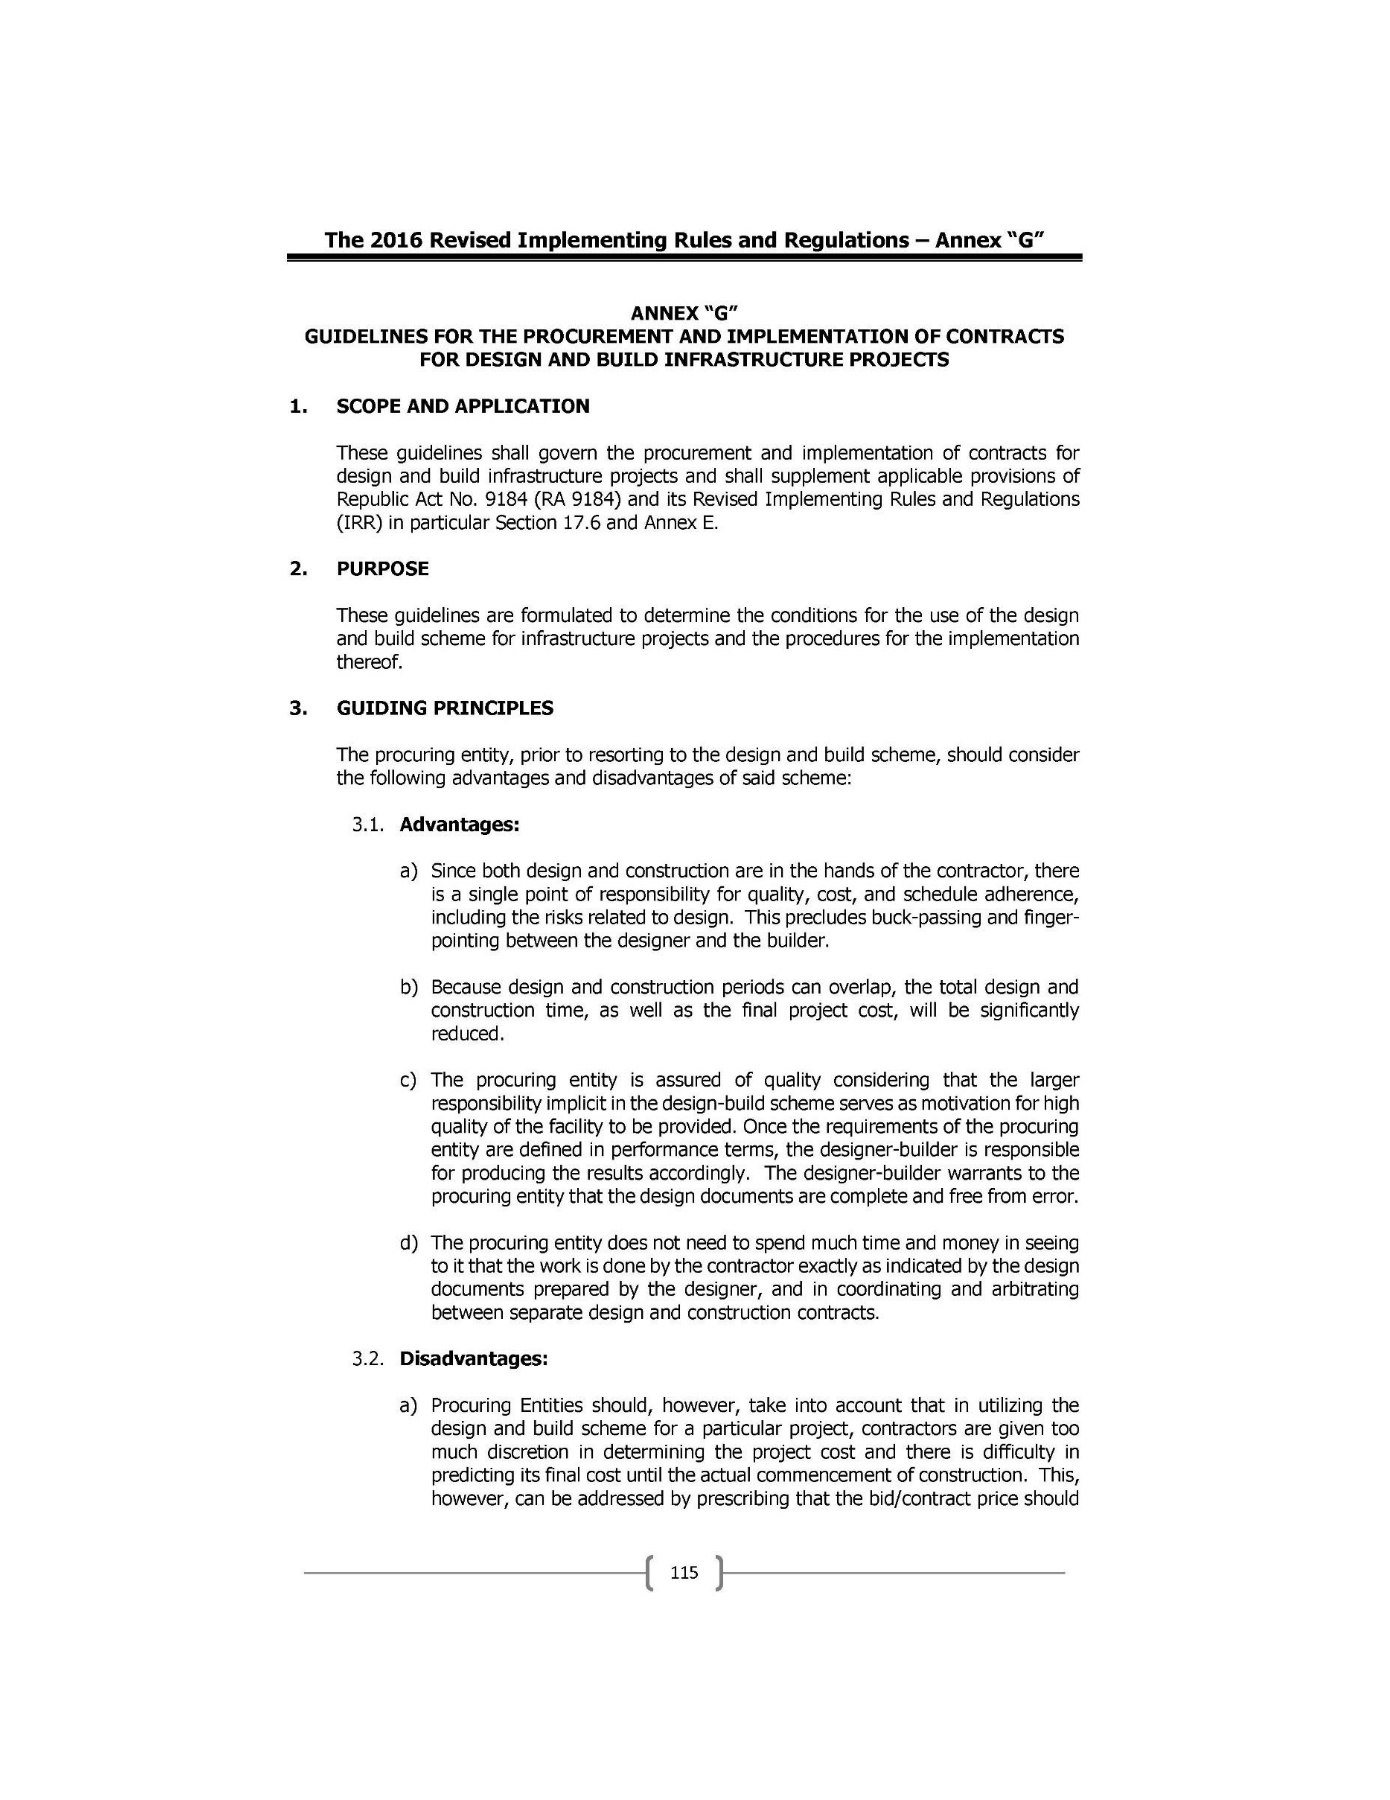 The 2016 Revised Implementing Rules and Regulations – Annex “G”
ANNEX “G”
GUIDELINES FOR THE PROCUREMENT AND IMPLEMENTATION OF CONTRACTS
FOR DESIGN AND BUILD INFRASTRUCTURE PROJECTS
1. SCOPE AND APPLICATION
These guidelines shall govern the procurement and implementation of contracts for
design and build infrastructure projects and shall supplement applicable provisions of
Republic Act No. 9184 (RA 9184) and its Revised Implementing Rules and Regulations
(IRR) in particular Section 17.6 and Annex E.
2. PURPOSE
These guidelines are formulated to determine the conditions for the use of the design
and build scheme for infrastructure projects and the procedures for the implementation
thereof.
3. GUIDING PRINCIPLES
The procuring entity, prior to resorting to the design and build scheme, should consider
the following advantages and disadvantages of said scheme:
3.1. Advantages:
a) Since both design and construction are in the hands of the contractor, there
is a single point of responsibility for quality, cost, and schedule adherence,
including the risks related to design. This precludes buck-passing and finger-
pointing between the designer and the builder.
b) Because design and construction periods can overlap, the total design and
construction time, as well as the final project cost, will be significantly
reduced.
c) The procuring entity is assured of quality considering that the larger
responsibility implicit in the design-build scheme serves as motivation for high
quality of the facility to be provided. Once the requirements of the procuring
entity are defined in performance terms, the designer-builder is responsible
for producing the results accordingly. The designer-builder warrants to the
procuring entity that the design documents are complete and free from error.
d) The procuring entity does not need to spend much time and money in seeing
to it that the work is done by the contractor exactly as indicated by the design
documents prepared by the designer, and in coordinating and arbitrating
between separate design and construction contracts.
3.2. Disadvantages:
a) Procuring Entities should, however, take into account that in utilizing the
design and build scheme for a particular project, contractors are given too
much discretion in determining the project cost and there is difficulty in
predicting its final cost until the actual commencement of construction. This,
however, can be addressed by prescribing that the bid/contract price should
115